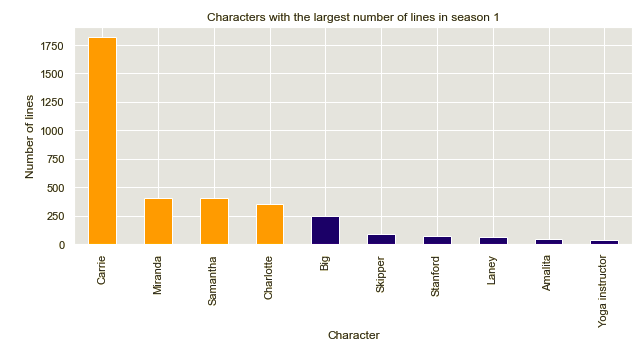 Characters with the largest number of lines in season 1
Number of lines
1750
1500
1250
1000
750
500
250
0
Carrie
Miranda
Samantha
Charlotte
Big
Skipper
Stanford
Laney
Amalita
Yoga instructor
Character